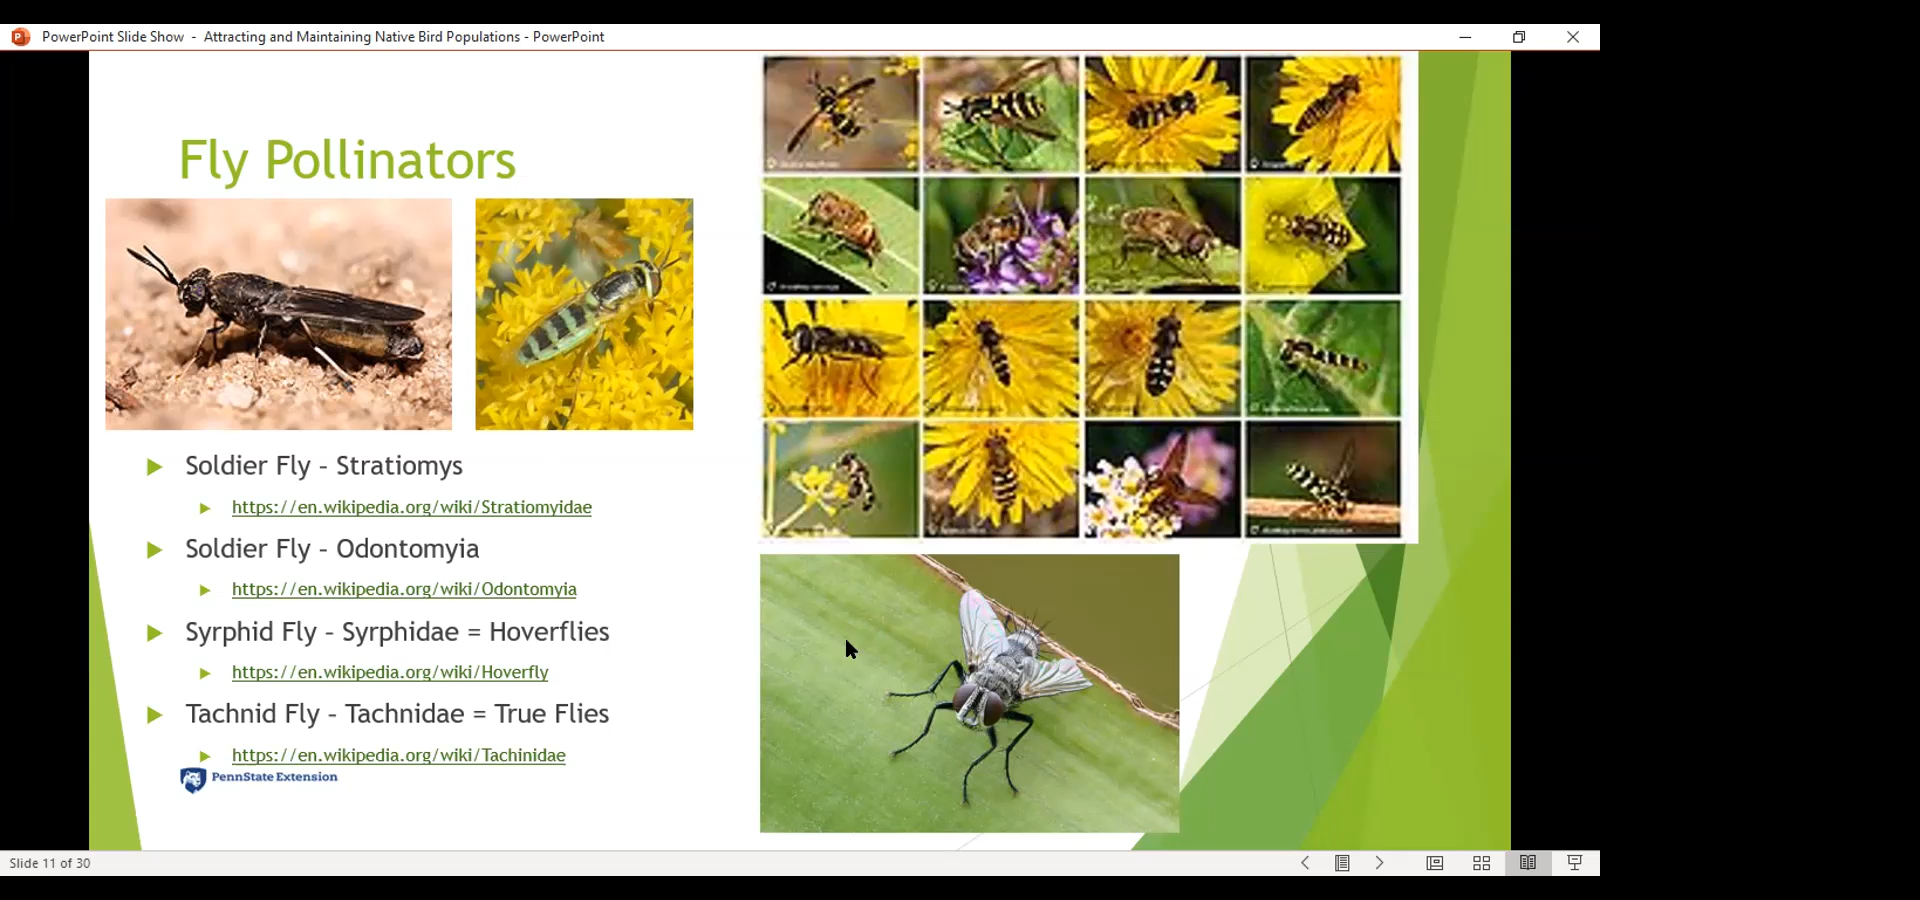 PowerPoint Slide Show - Attracting and Maintaining Native Bird Populations - PowerPoint
Fly Pollinators
Soldier Fly - Stratiomys
https://en.wikipedia.org/wiki/Stratiomyidae
Soldier Fly - Odontomyia
https://en.wikipedia.org/wiki/Odontomyia
Syrphid Fly - Syrphidae = Hoverflies
https://en.wikipedia.org/wiki/Hoverfly
Tachnid Fly - Tachnidae = True Flies
https://en.wikipedia.org/wiki/Tachinidae
PennState Extension
Slide 11 of 30